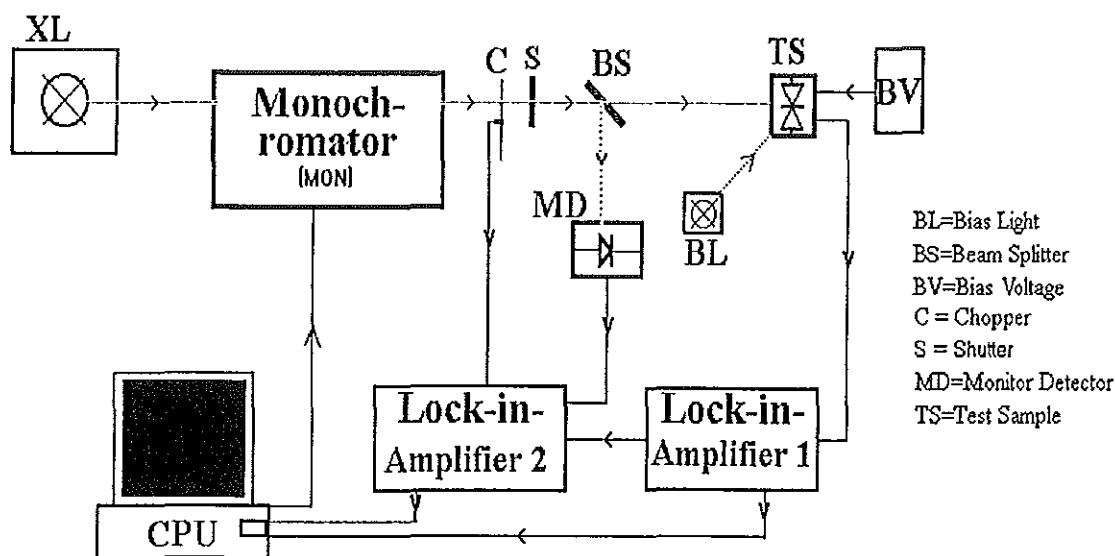 XL
Monoch-
romator
(MON)
C
S
BS
TS
BV
MD
BL
BL=Bias Light
BS=Beam Splitter
BV=Bias Voltage
C = Chopper
S = Shutter
MD=Monitor Detector
TS=Test Sample
Lock-in-
Amplifier 2
Lock-in-
Amplifier 1
CPU